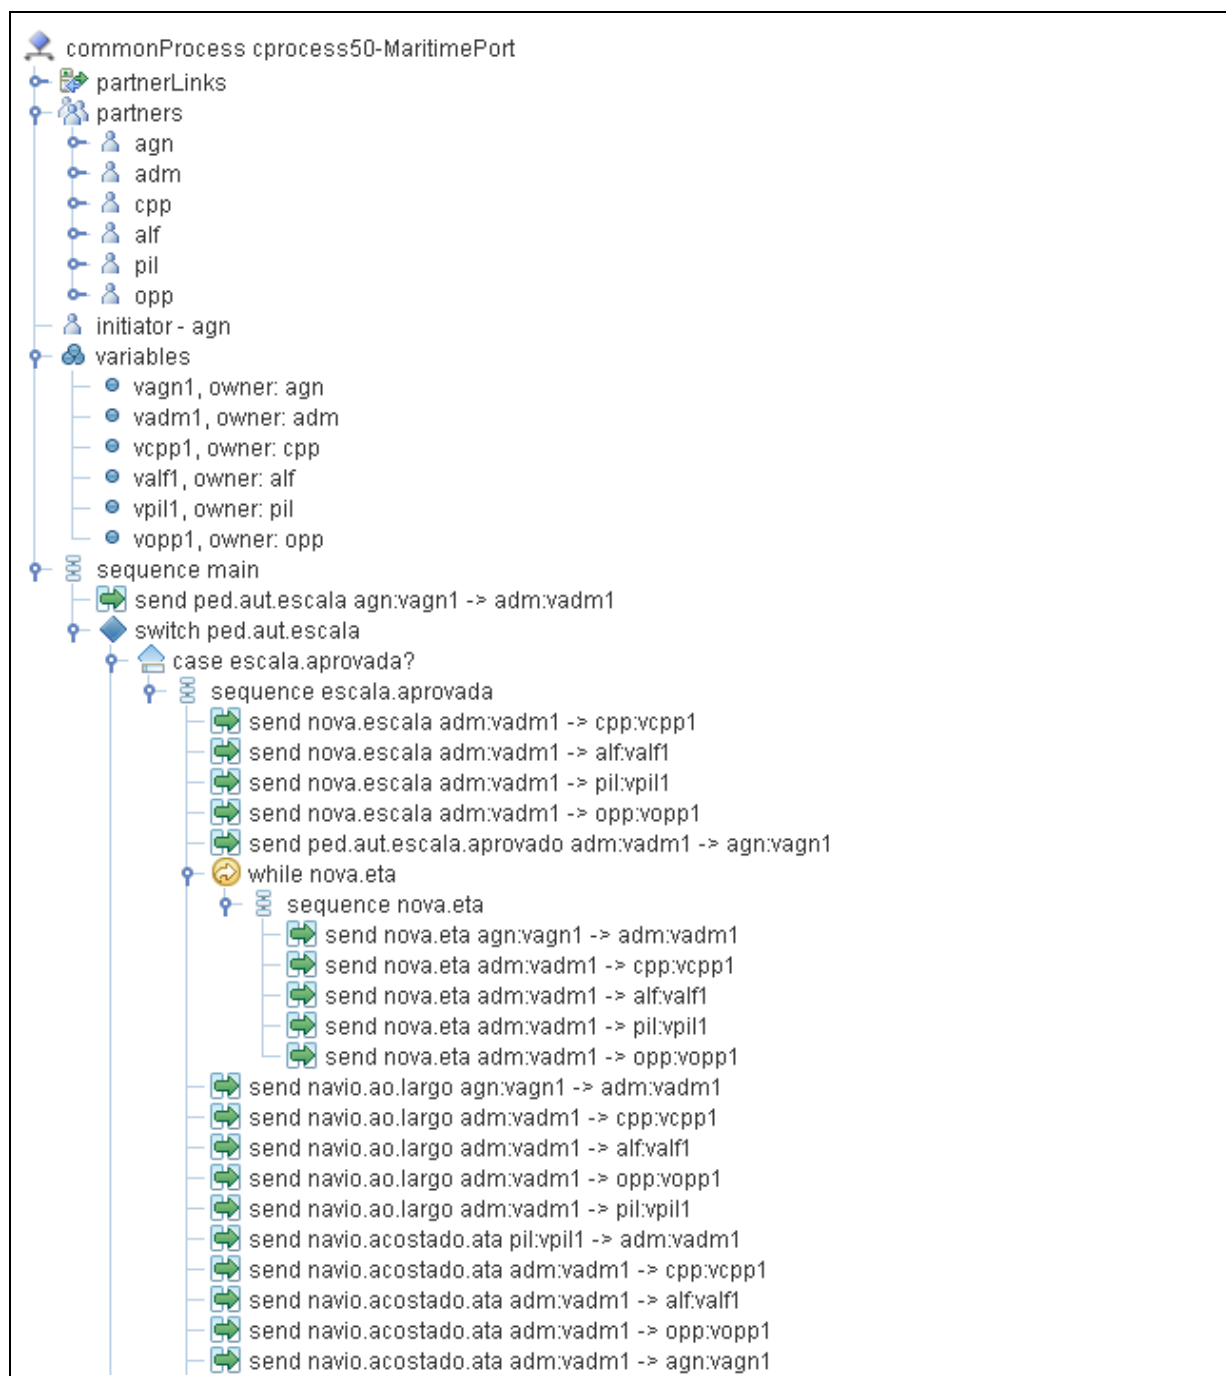 commonProcess cprocess50-MaritimePort
partnerLinks
partners
agn
adm
cpp
alf
pil
opp
initiator - agn
variables
vagn1, owner: agn
vadm1, owner: adm
vcpp1, owner: cpp
valf1, owner: alf
vpil1, owner: pil
vopp1, owner: opp
sequence main
send ped.aut.escala agn:vagn1 -> adm:vadm1
switch ped.aut.escala
case escala.aprovada?
sequence escala.aprovada
send nova.escala adm:vadm1 -> cpp:vcpp1
send nova.escala adm:vadm1 -> alf:valf1
send nova.escala adm:vadm1 -> pil:vpil1
send nova.escala adm:vadm1 -> opp:vopp1
send ped.aut.escala.aprovado adm:vadm1 -> agn:vagn1
while nova.eta
sequence nova.eta
send nova.eta agn:vagn1 -> adm:vadm1
send nova.eta adm:vadm1 -> cpp:vcpp1
send nova.eta adm:vadm1 -> alf:valf1
send nova.eta adm:vadm1 -> pil:vpil1
send nova.eta adm:vadm1 -> opp:vopp1
send navio.ao.largo agn:vagn1 -> adm:vadm1
send navio.ao.largo adm:vadm1 -> cpp:vcpp1
send navio.ao.largo adm:vadm1 -> alf:valf1
send navio.ao.largo adm:vadm1 -> opp:vopp1
send navio.ao.largo adm:vadm1 -> pil:vpil1
send navio.acostado.ata pil:vpil1 -> adm:vadm1
send navio.acostado.ata adm:vadm1 -> cpp:vcpp1
send navio.acostado.ata adm:vadm1 -> alf:valf1
send navio.acostado.ata adm:vadm1 -> opp:vopp1
send navio.acostado.ata adm:vadm1 -> agn:vagn1